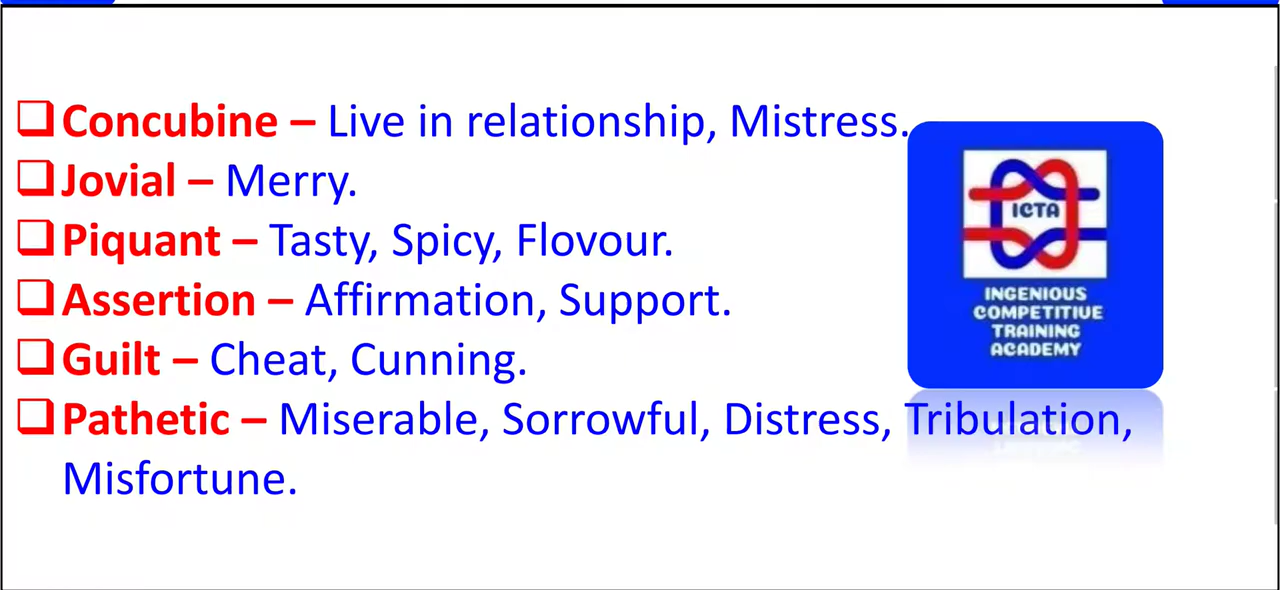 Concubine – Live in relationship, Mistress.
Jovial – Merry.
Piquant – Tasty, Spicy, Flovour.
Assertion – Affirmation, Support.
Guilt – Cheat, Cunning.
Pathetic – Miserable, Sorrowful, Distress, Tribulation,
Misfortune.
ICTA
INGENIOUS
COMPETITIVE
TRAINING
ACADEMY